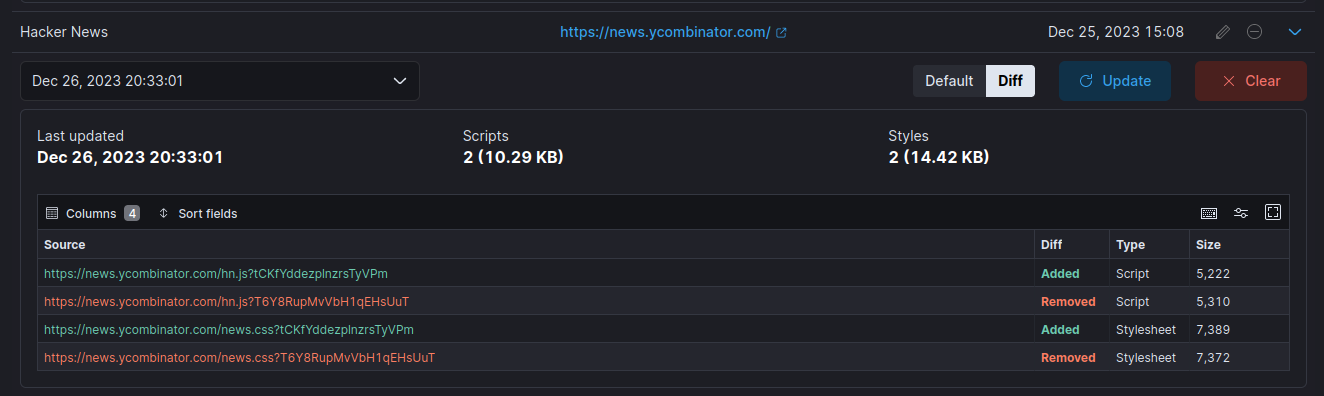 Hacker News https://news.ycombinator.com/ Dec 25, 2023 15:08
Dec 26, 2023 20:33:01 Default Diff Update Clear
Last updated Scripts Styles
Dec 26, 2023 20:33:01 2 (10.29 KB) 2 (14.42 KB)
Columns 4 Sort fields
Source Diff Type Size
https://news.ycombinator.com/hn.js?tCKfYddezplnzrsTyVPm Added Script 5,222
https://news.ycombinator.com/hn.js?T6Y8RupMvVbH1qEHsUuT Removed Script 5,310
https://news.ycombinator.com/news.css?tCKfYddezplnzrsTyVPm Added Stylesheet 7,389
https://news.ycombinator.com/news.css?T6Y8RupMvVbH1qEHsUuT Removed Stylesheet 7,372